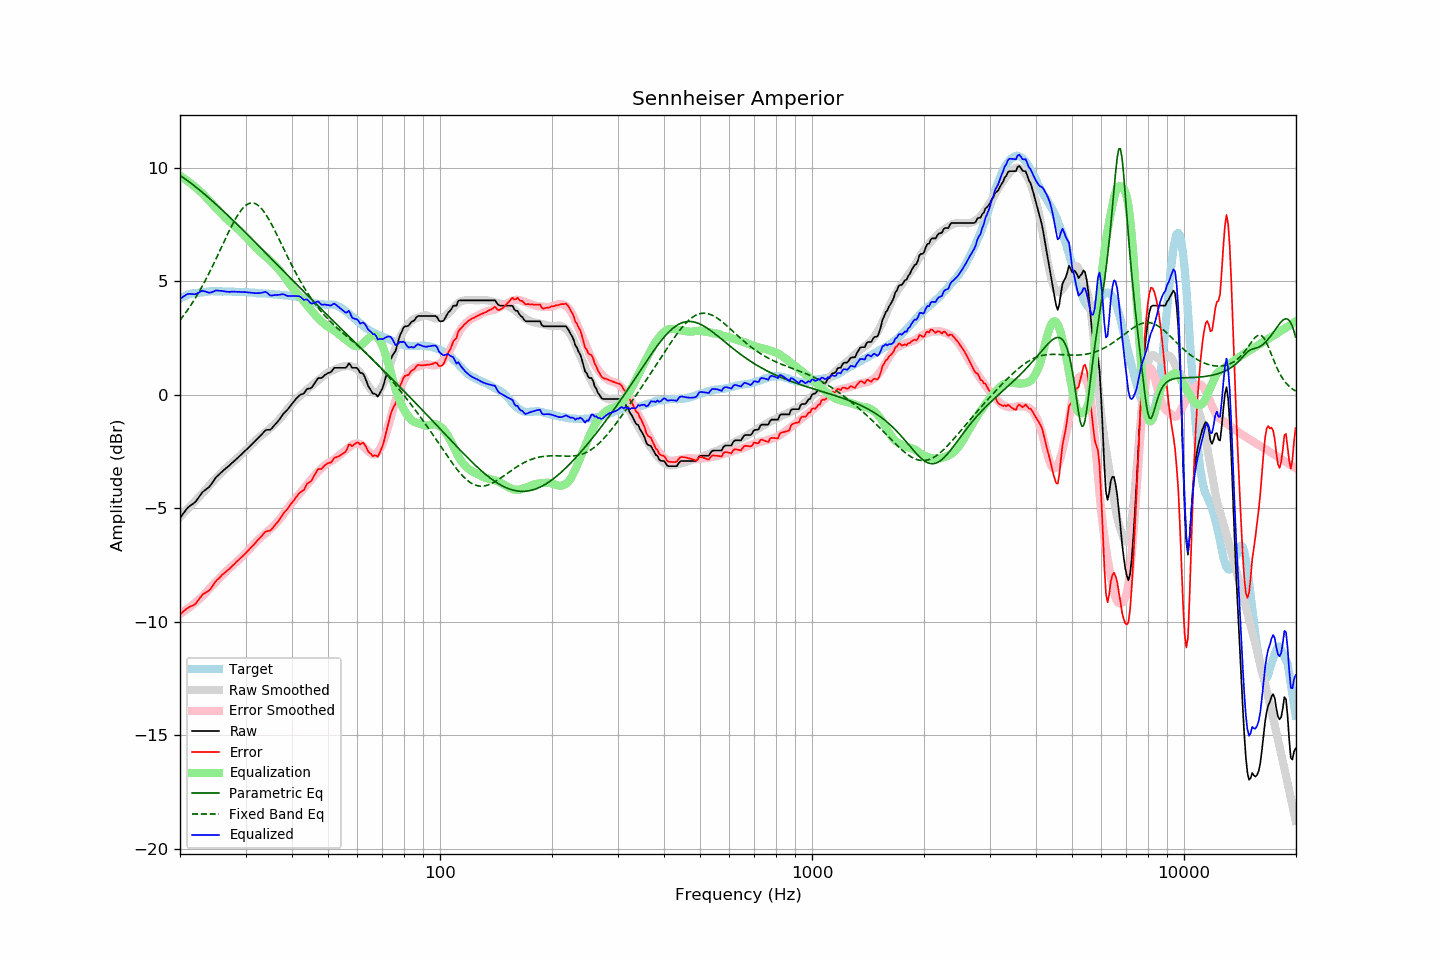 Sennheiser Amperior
Amplitude (dBr)
10
5
0
−5
−10
−15
−20
Target
Raw Smoothed
Error Smoothed
Raw
Error
Equalization
Parametric Eq
Fixed Band Eq
Equalized
100
1000
10000
Frequency (Hz)